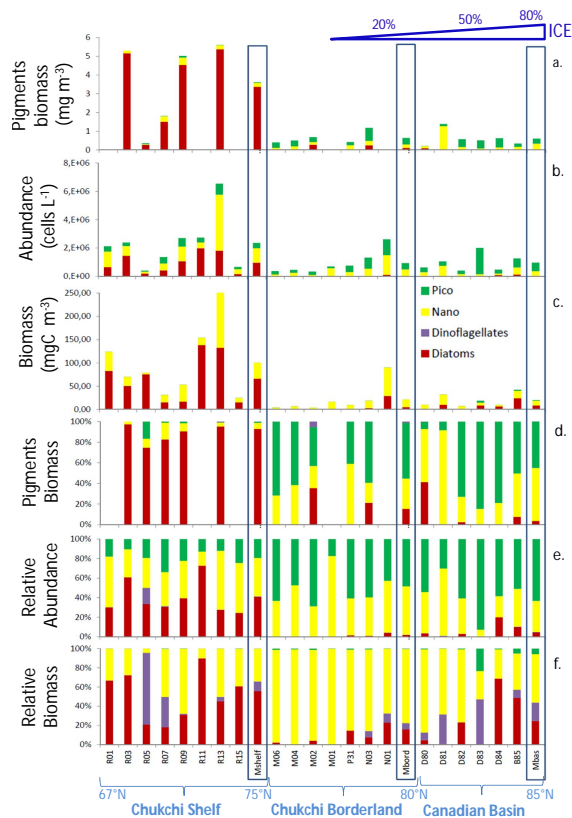 20%
50%
80%
ICE
Pigments
biomass
(mg m-3)
6
5
4
3
2
1
0
a.
Abundance
(cells L-1)
8,E+06
6,E+06
4,E+06
2,E+06
0,E+00
b.
Biomass
(mgC m-3)
250,00
200,00
150,00
100,00
50,00
0,00
c.
Pico
Nano
Dinoflagellates
Diatoms
Pigments
Biomass
100%
80%
60%
40%
20%
0%
d.
Relative
Abundance
100%
80%
60%
40%
20%
0%
e.
Relative
Biomass
100%
80%
60%
40%
20%
0%
f.
R01 R03 R05 R07 R09 R11 R13 R15 Mshelf M06 M04 M02 M01 F31 N03 N01 Mbord D80 D81 D82 D83 D84 B85 Mbas
67°N 75°N 80°N 85°N
Chukchi Shelf Chukchi Borderland Canadian Basin